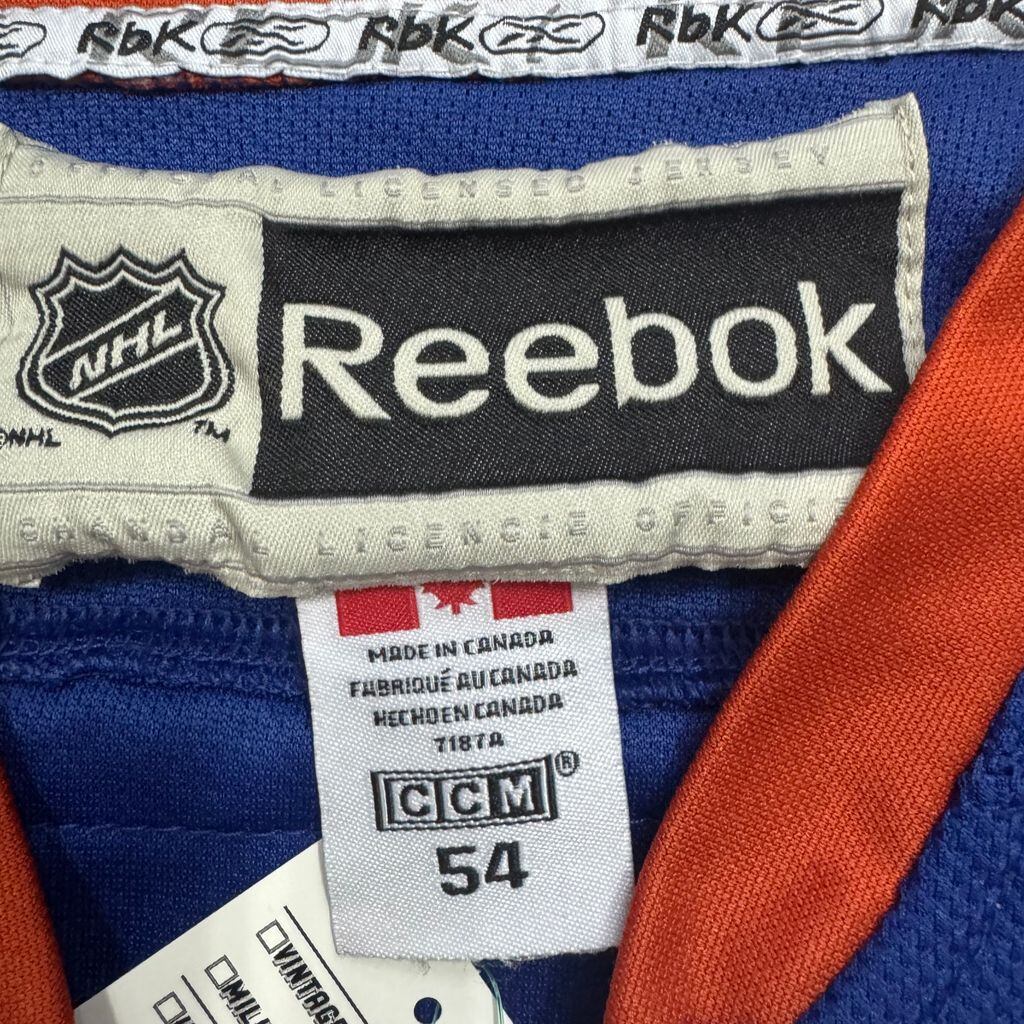 RbK RbK RbK RbK
OFFICIAL LICENSED JERSEY
NHL
Reebok
©NHL TM
LICENCIÉ OFFICIEL
MADE IN CANADA
FABRIQUÉ AU CANADA
HECHO EN CANADA
7187A
CCM®
54
VINTAGE